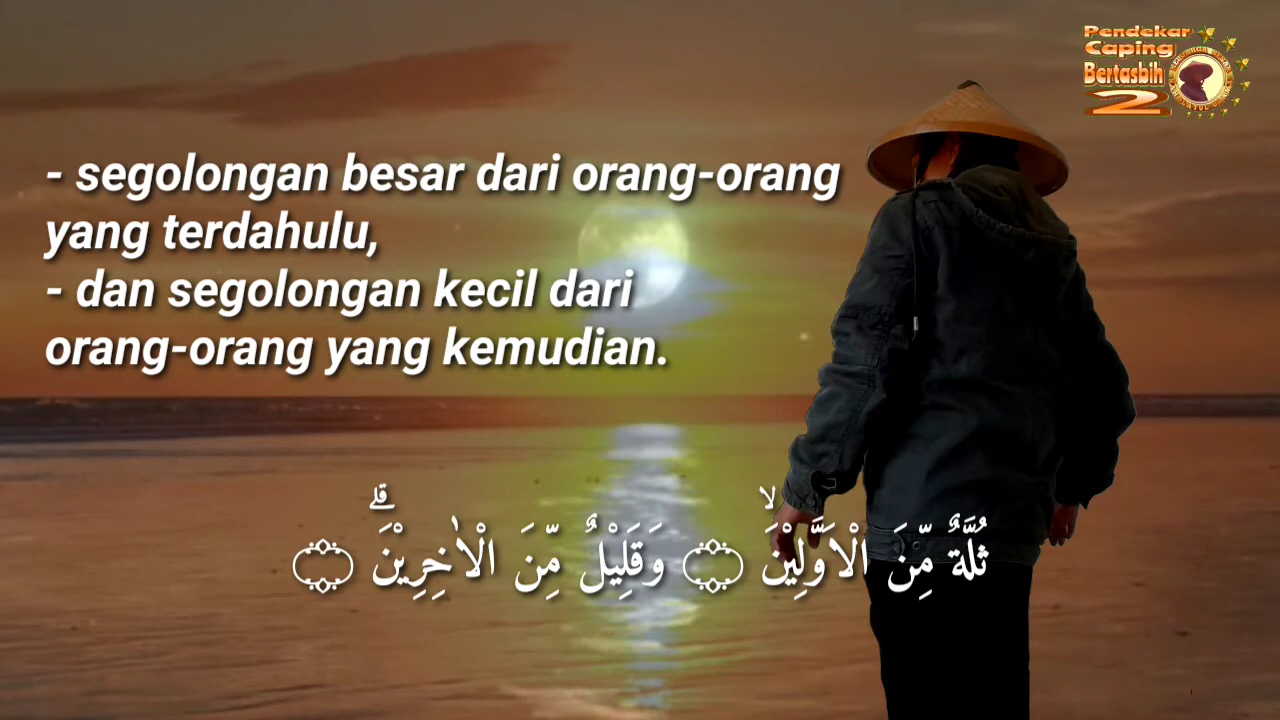 Pendekar
Caping
Bertasbih
2
- segolongan besar dari orang-orang
yang terdahulu,
- dan segolongan kecil dari
orang-orang yang kemudian.
ثُلَّةٌ مِّنَ الْاَوَّلِيْنَۙ ۝ وَقَلِيْلٌ مِّنَ الْاٰخِرِيْنَۗ ۝